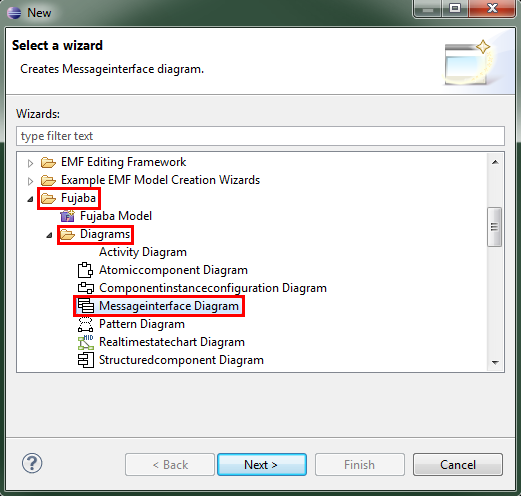 New
Select a wizard
Creates Messageinterface diagram.
Wizards:
type filter text
EMF Editing Framework
Example EMF Model Creation Wizards
Fujaba
Fujaba Model
Diagrams
Activity Diagram
Atomiccomponent Diagram
Componentinstanceconfiguration Diagram
Messageinterface Diagram
Pattern Diagram
Realtimestatechart Diagram
Structuredcomponent Diagram
? < Back Next > Finish Cancel